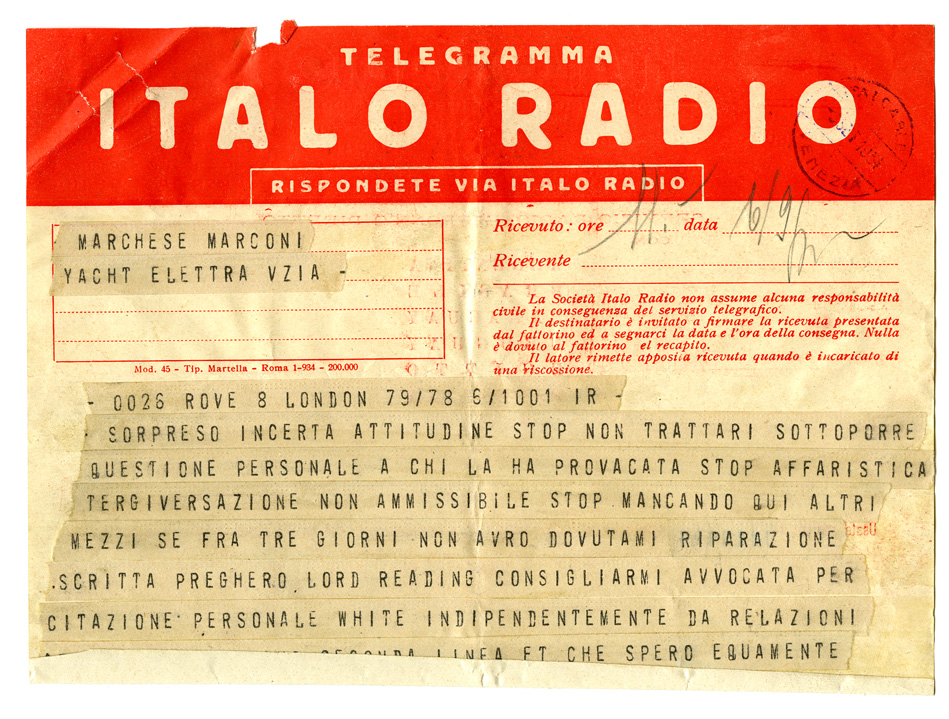 TELEGRAMMA
ITALO RADIO
RISPONDETE VIA ITALO RADIO
VENEZIA
MARCHESE MARCONI
YACHT ELETTRA VZIA -
Ricevuto: ore 11. data 6/9
Ricevente
La Società Italo Radio non assume alcuna responsabilità
civile in conseguenza del servizio telegrafico.
Il destinatario è invitato a firmare la ricevuta presentata
dal fattorino ed a segnarci la data e l'ora della consegna. Nulla
è dovuto al fattorino el recapito.
Il latore rimette apposita ricevuta quando è incaricato di
una riscossione.
Mod. 45 - Tip. Martella - Roma 1-934 - 200.000
- 0026 ROVE 8 LONDON 79/78 6/1001 IR -
SORPRESO INCERTA ATTITUDINE STOP NON TRATTARI SOTTOPORRE
QUESTIONE PERSONALE A CHI LA HA PROVACATA STOP AFFARISTICA
TERGIVERSAZIONE NON AMMISSIBILE STOP MANCANDO QUI ALTRI
MEZZI SE FRA TRE GIORNI NON AVRO DOVUTAMI RIPARAZIONE
SCRITTA PREGHERO LORD READING CONSIGLIARMI AVVOCATA PER
CITAZIONE PERSONALE WHITE INDIPENDENTEMENTE DA RELAZIONI
SECONDA LINEA ET CHE SPERO EQUAMENTE